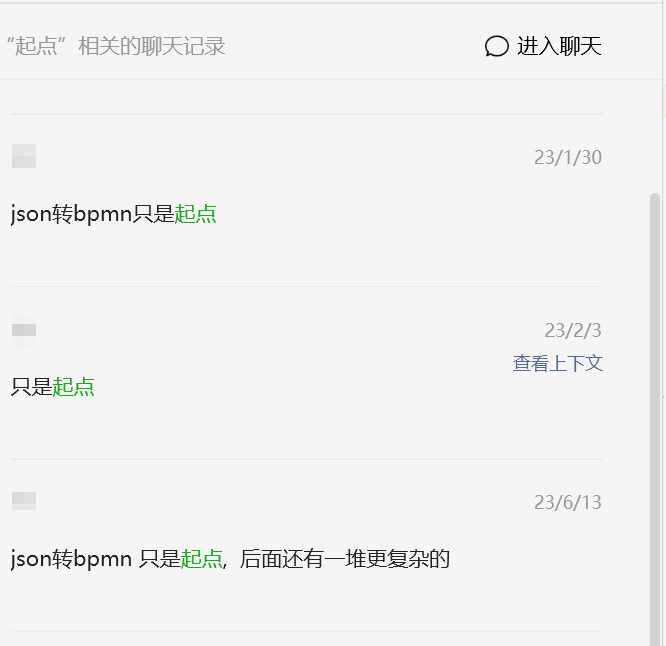 “起点”相关的聊天记录
进入聊天
23/1/30
json转bpmn只是起点
23/2/3
查看上下文
只是起点
23/6/13
json转bpmn 只是起点，后面还有一堆更复杂的